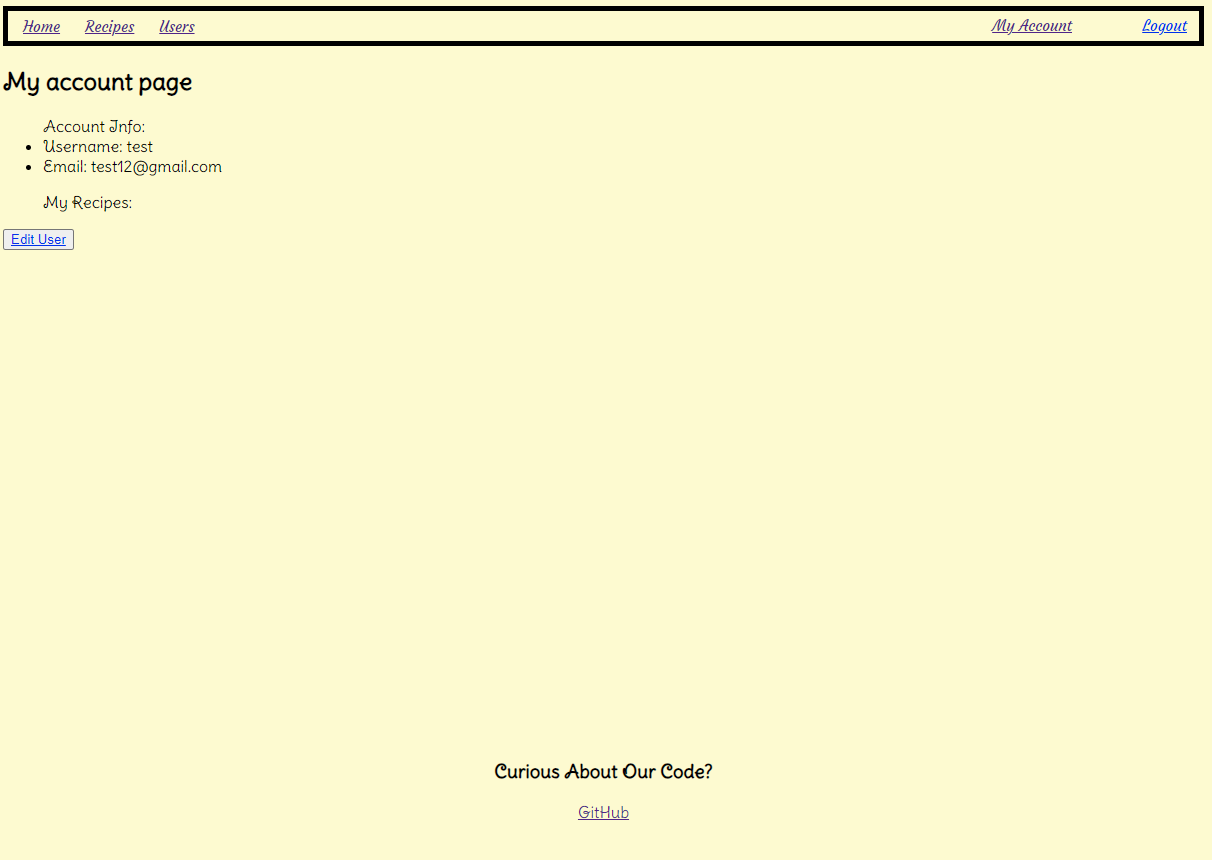 Home Recipes Users My Account Logout
My account page
Account Info:
Username: test
Email: test12@gmail.com
My Recipes:
Edit User
Curious About Our Code?
GitHub